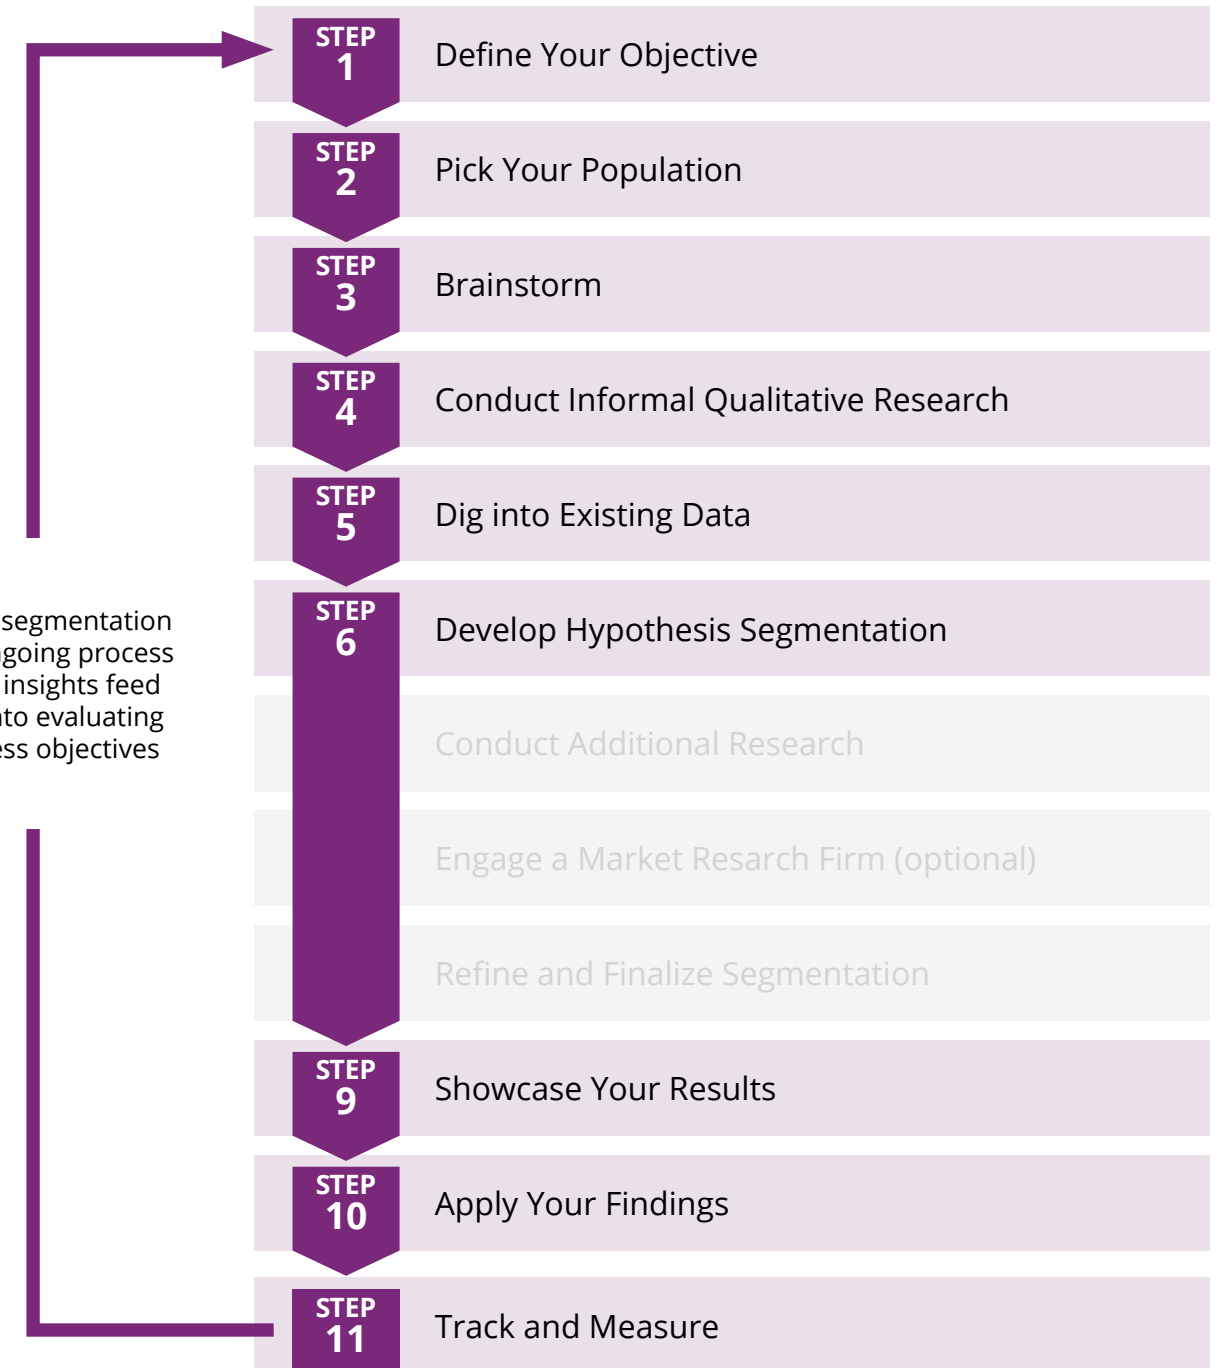 STEP
1
Define Your Objective
STEP
2
Pick Your Population
STEP
3
Brainstorm
STEP
4
Conduct Informal Qualitative Research
STEP
5
Dig into Existing Data
STEP
6
Develop Hypothesis Segmentation
segmentation
process
insights feed
evaluating
objectives
Conduct Additional Research
Engage a Market Resarch Firm (optional)
Refine and Finalize Segmentation
STEP
9
Showcase Your Results
STEP
10
Apply Your Findings
STEP
11
Track and Measure